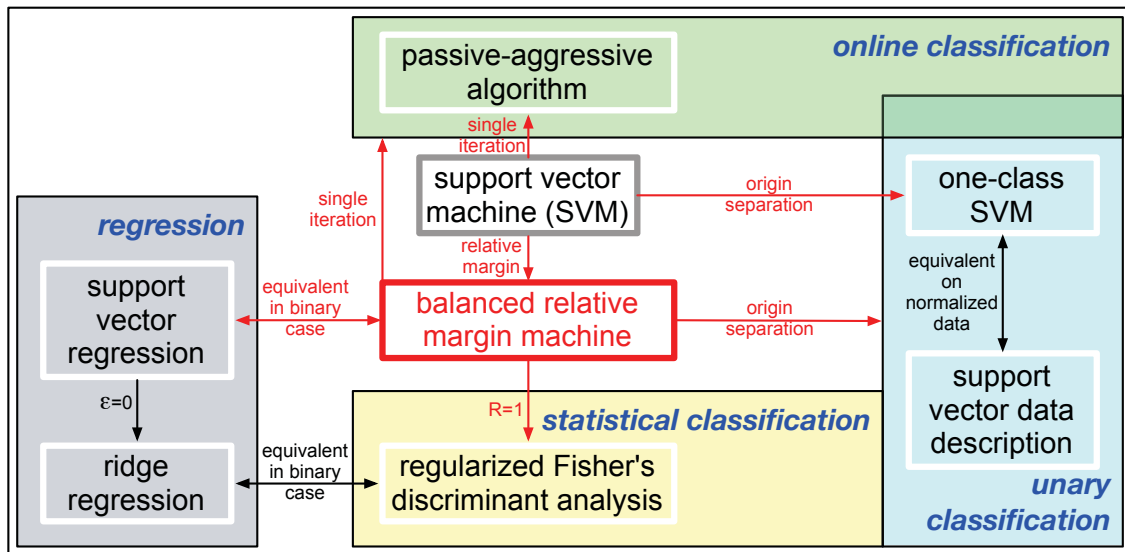 online classification
passive-aggressive
algorithm
single
iteration
support vector
machine (SVM)
origin
separation
one-class
SVM
single
iteration
relative
margin
regression
support
vector
regression
equivalent
in binary
case
balanced relative
margin machine
origin
separation
equivalent
on
normalized
data
ε=0
R=1
statistical classification
support
vector data
description
ridge
regression
equivalent
in binary
case
regularized Fisher's
discriminant analysis
unary
classification